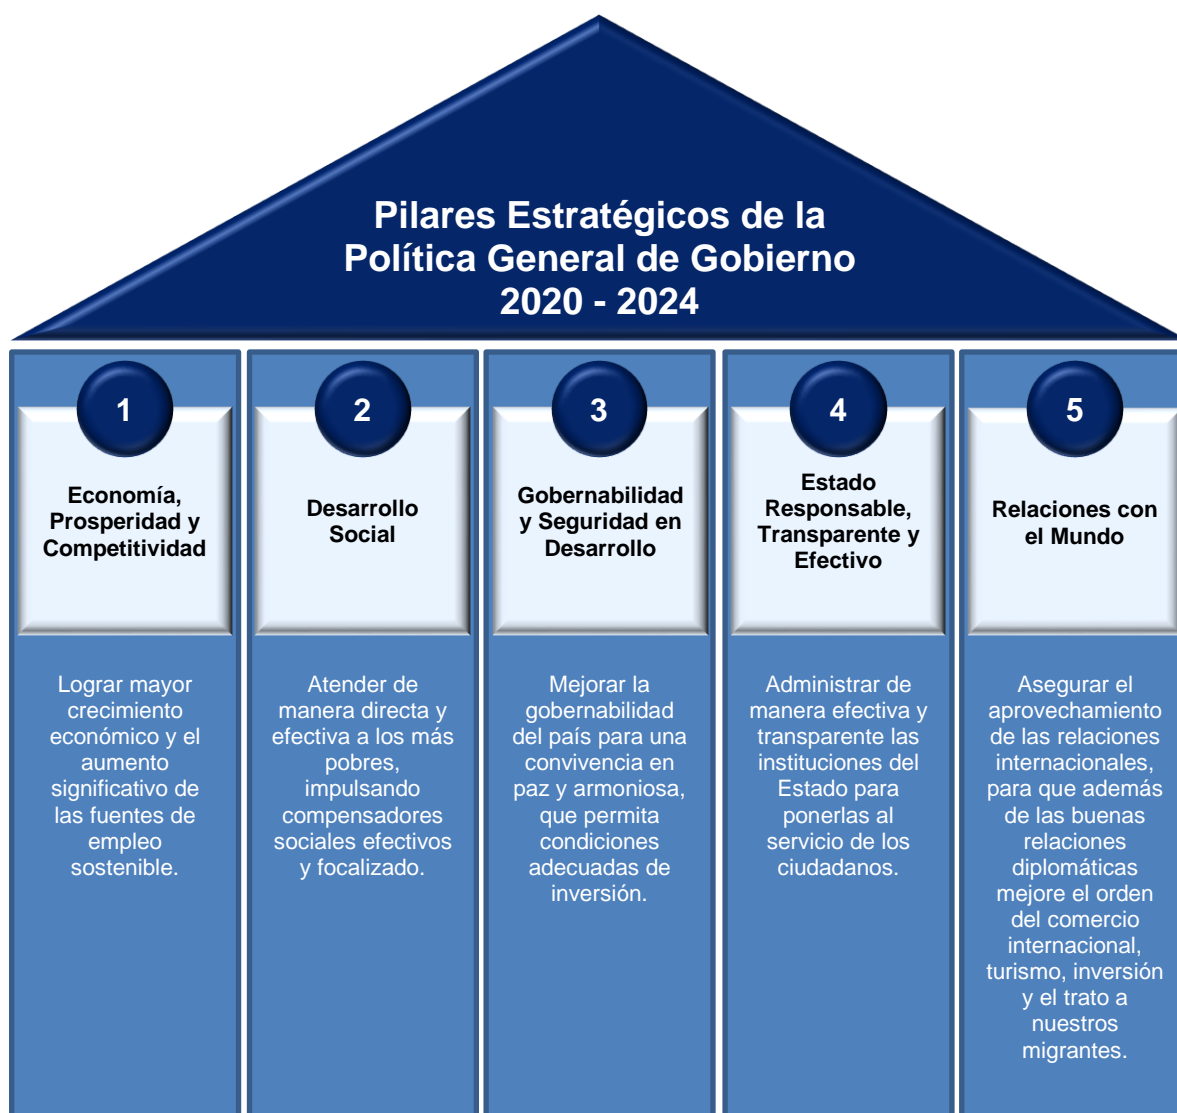 Pilares Estratégicos de la
Política General de Gobierno
2020 - 2024
1
Economía,
Prosperidad y
Competitividad
Lograr mayor
crecimiento
económico y el
aumento
significativo de
las fuentes de
empleo
sostenible.
2
Desarrollo
Social
Atender de
manera directa y
efectiva a los más
pobres,
impulsando
compensadores
sociales efectivos
y focalizado.
3
Gobernabilidad
y Seguridad en
Desarrollo
Mejorar la
gobernabilidad
del país para una
convivencia en
paz y armoniosa,
que permita
condiciones
adecuadas de
inversión.
4
Estado
Responsable,
Transparente y
Efectivo
Administrar de
manera efectiva y
transparente las
instituciones del
Estado para
ponerlas al
servicio de los
ciudadanos.
5
Relaciones con
el Mundo
Asegurar el
aprovechamiento
de las relaciones
internacionales,
para que además
de las buenas
relaciones
diplomáticas
mejore el orden
del comercio
internacional,
turismo, inversión
y el trato a
nuestros
migrantes.